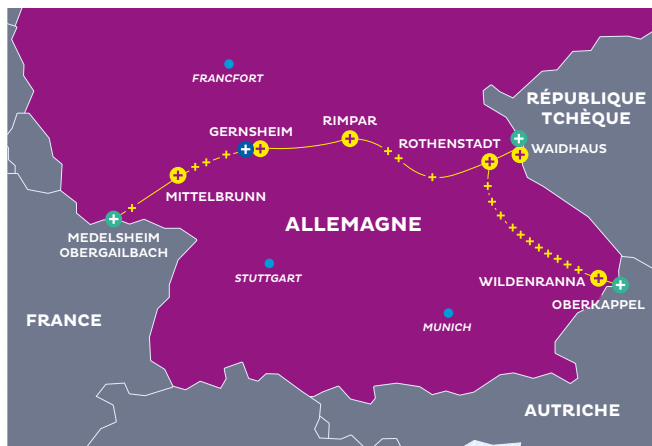 FRANCFORT
RÉPUBLIQUE
TCHÈQUE
RIMPAR
GERNSHEIM
ROTHENSTADT
WAIDHAUS
MITTELBRUNN
ALLEMAGNE
MEDELSHEIM
OBERGAILBACH
STUTTGART
WILDENRANNA
OBERKAPPEL
FRANCE
MUNICH
AUTRICHE